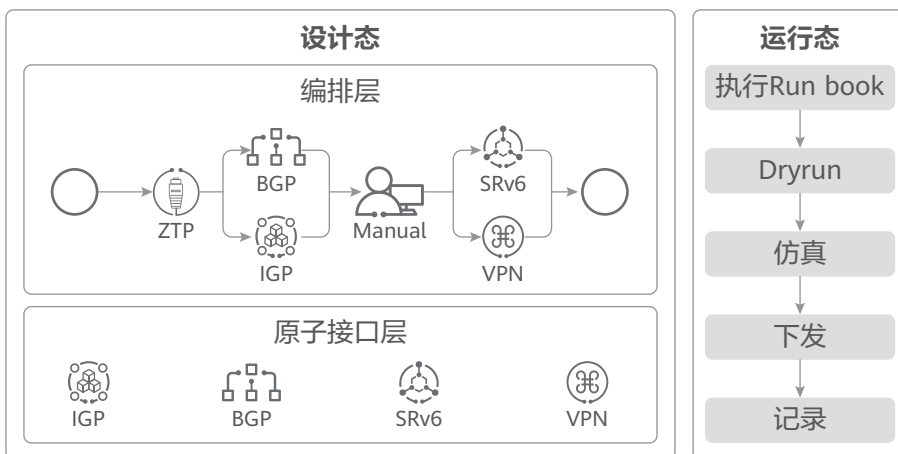 设计态
编排层
BGP
SRv6
ZTP
Manual
IGP
VPN
原子接口层
IGP
BGP
SRv6
VPN
运行态
执行Run book
Dryrun
仿真
下发
记录